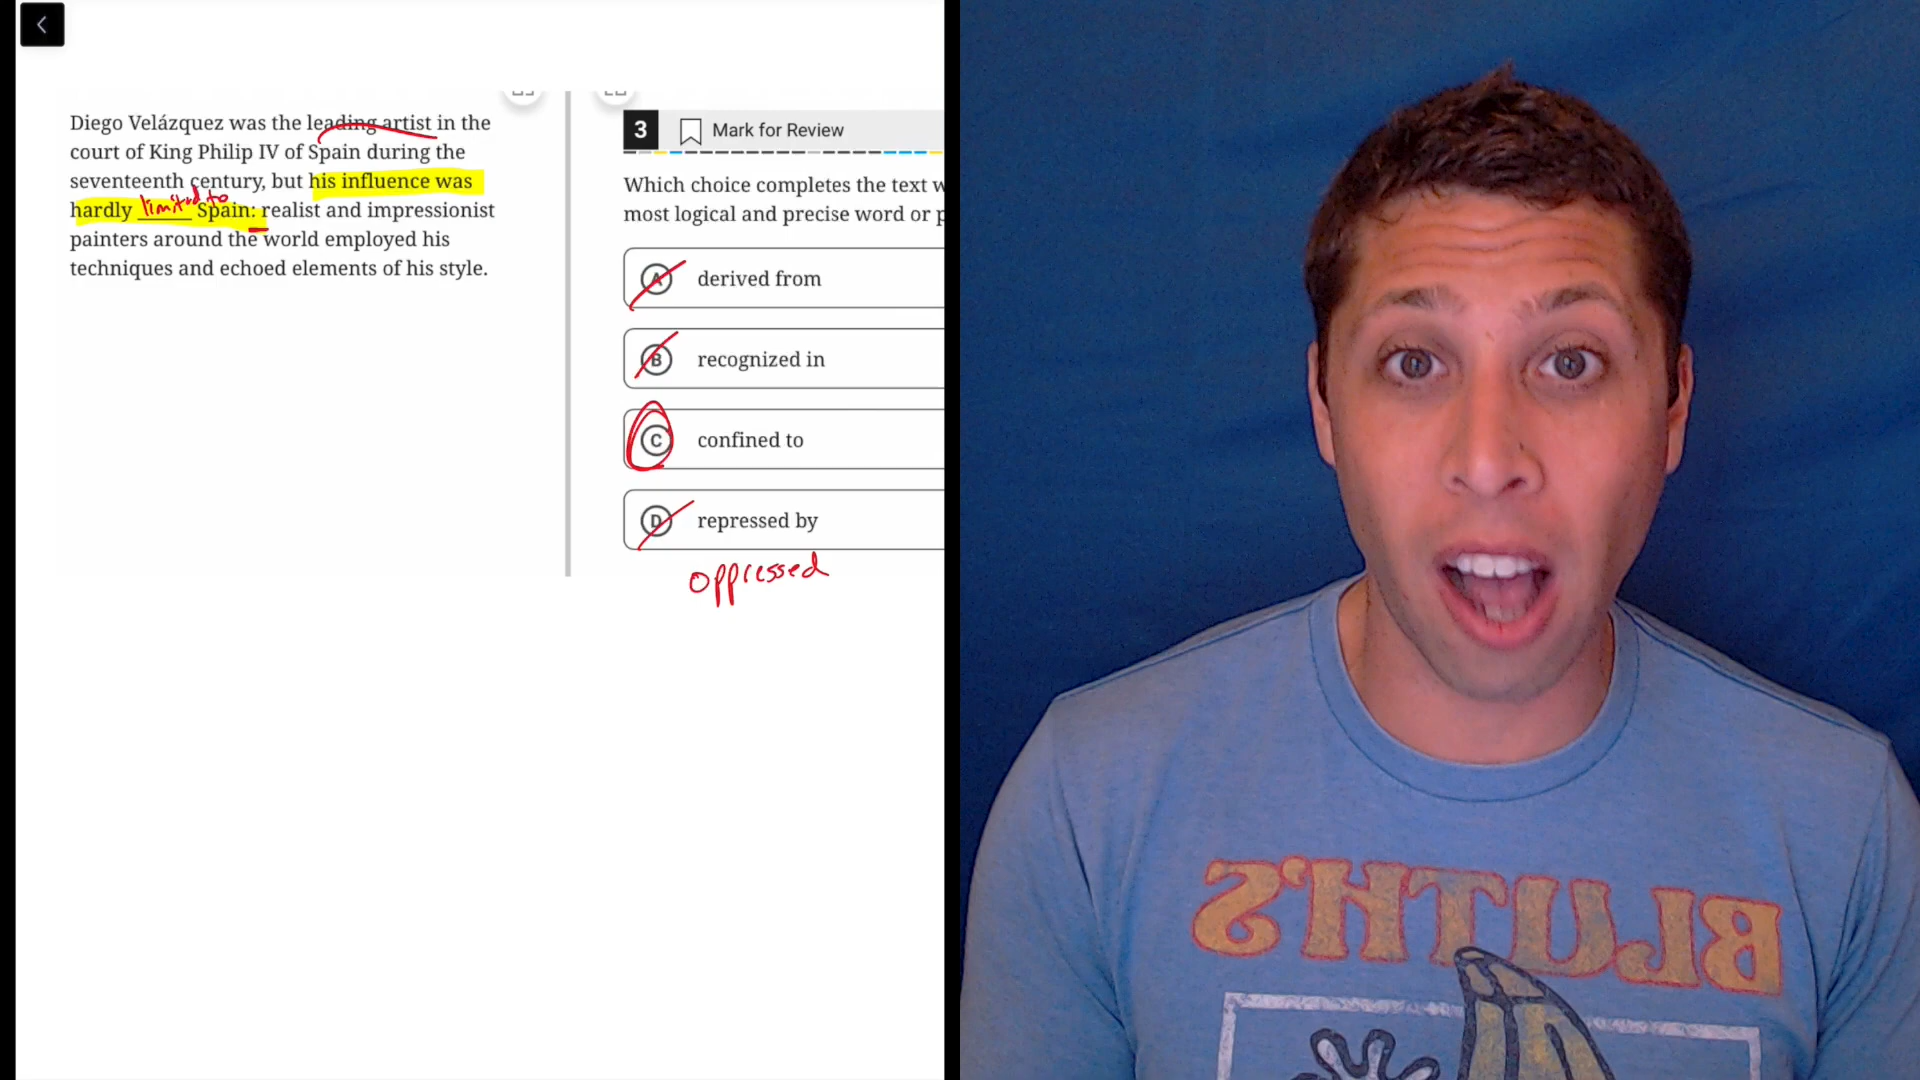 Diego Velázquez was the leading artist in the
court of King Philip IV of Spain during the
seventeenth century, but his influence was
limited to
hardly ______ Spain: realist and impressionist
painters around the world employed his
techniques and echoed elements of his style.
3 Mark for Review
Which choice completes the text w
most logical and precise word or p
A derived from
B recognized in
C confined to
D repressed by
oppressed
BLUTH'S